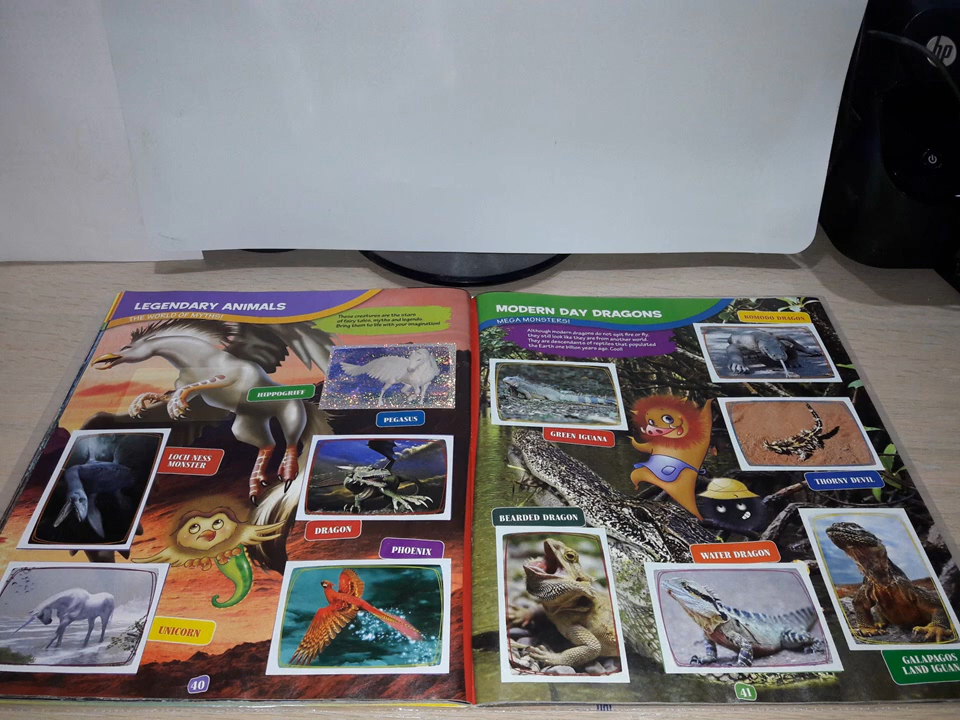 hp
LEGENDARY ANIMALS
THE WORLD OF MYTHS!
These creatures are the stars
of fairy tales, myths and legends.
Bring them to life with your imagination!
HIPPOGRIFF
PEGASUS
LOCH NESS
MONSTER
DRAGON
PHOENIX
UNICORN
40
MODERN DAY DRAGONS
MEGA MONSTERS!
Although modern dragons do not spit fire or fly,
they still look like they are from another world.
They are descendants of reptiles that populated
the Earth one billion years ago. Cool!
KOMODO DRAGON
GREEN IGUANA
THORNY DEVIL
BEARDED DRAGON
WATER DRAGON
GALAPAGOS
LAND IGUAN
41